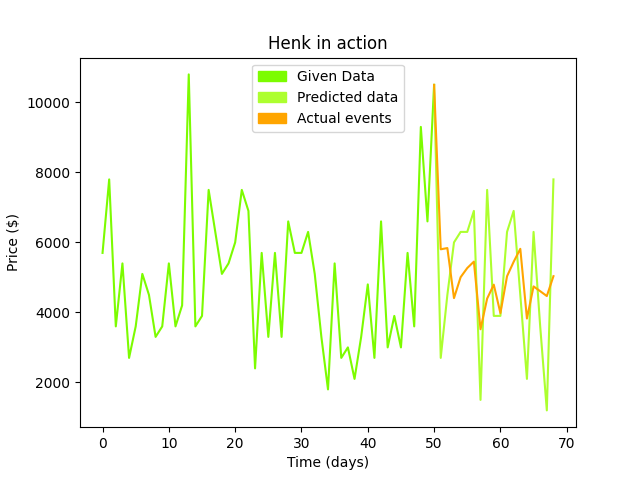 Henk in action
Given Data
Predicted data
Actual events
Price ($)
10000
8000
6000
4000
2000
0 10 20 30 40 50 60 70
Time (days)